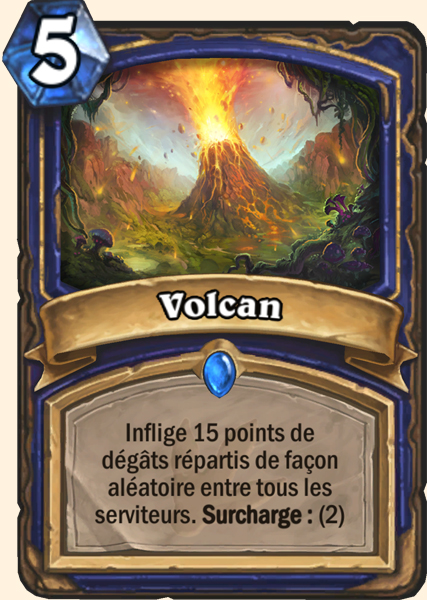 5
Volcan
Inflige 15 points de
dégâts répartis de façon
aléatoire entre tous les
serviteurs. Surcharge : (2)